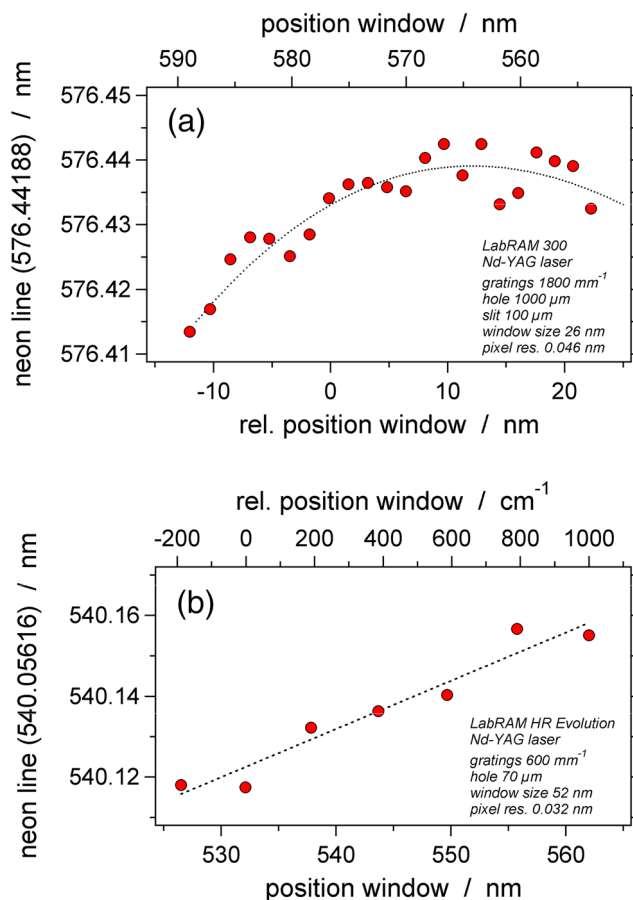 position window / nm
590 580 570 560
(a)
neon line (576.44188) / nm
576.45
576.44
576.43
576.42
576.41
LabRAM 300
Nd-YAG laser
gratings 1800 mm⁻¹
hole 1000 µm
slit 100 µm
window size 26 nm
pixel res. 0.046 nm
-10 0 10 20
rel. position window / nm
rel. position window / cm⁻¹
-200 0 200 400 600 800 1000
(b)
neon line (540.05616) / nm
540.16
540.14
540.12
LabRAM HR Evolution
Nd-YAG laser
gratings 600 mm⁻¹
hole 70 µm
window size 52 nm
pixel res. 0.032 nm
530 540 550 560
position window / nm